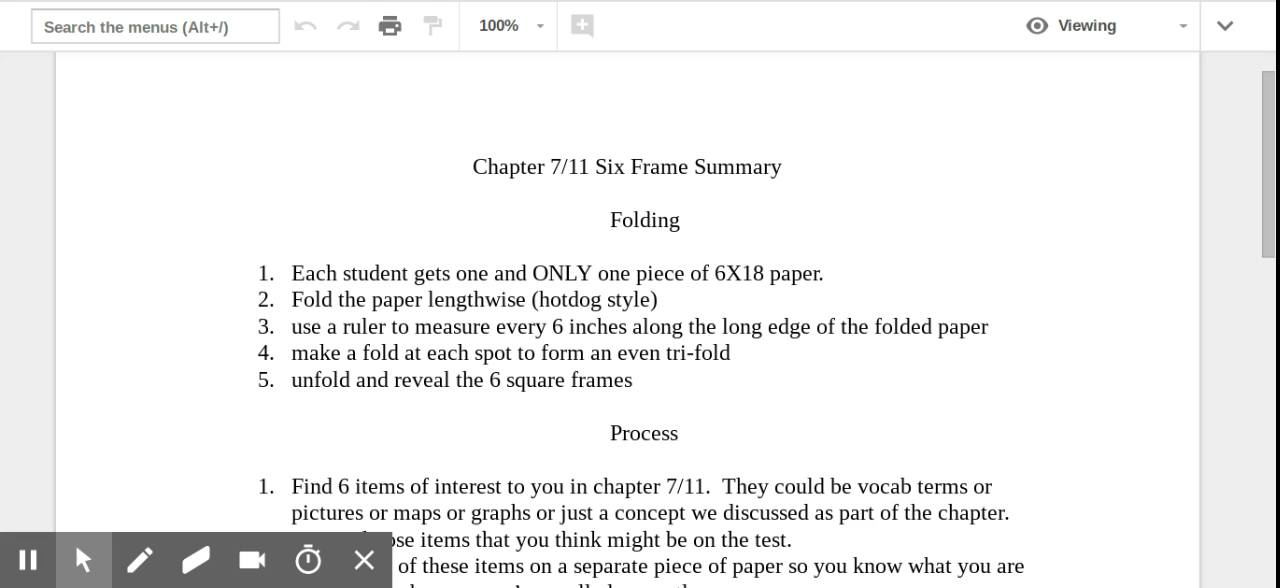 Search the menus (Alt+/)
100%
Viewing
Chapter 7/11 Six Frame Summary
Folding
1. Each student gets one and ONLY one piece of 6X18 paper.
2. Fold the paper lengthwise (hotdog style)
3. use a ruler to measure every 6 inches along the long edge of the folded paper
4. make a fold at each spot to form an even tri-fold
5. unfold and reveal the 6 square frames
Process
1. Find 6 items of interest to you in chapter 7/11. They could be vocab terms or
pictures or maps or graphs or just a concept we discussed as part of the chapter.
items that you think might be on the test.
of these items on a separate piece of paper so you know what you are